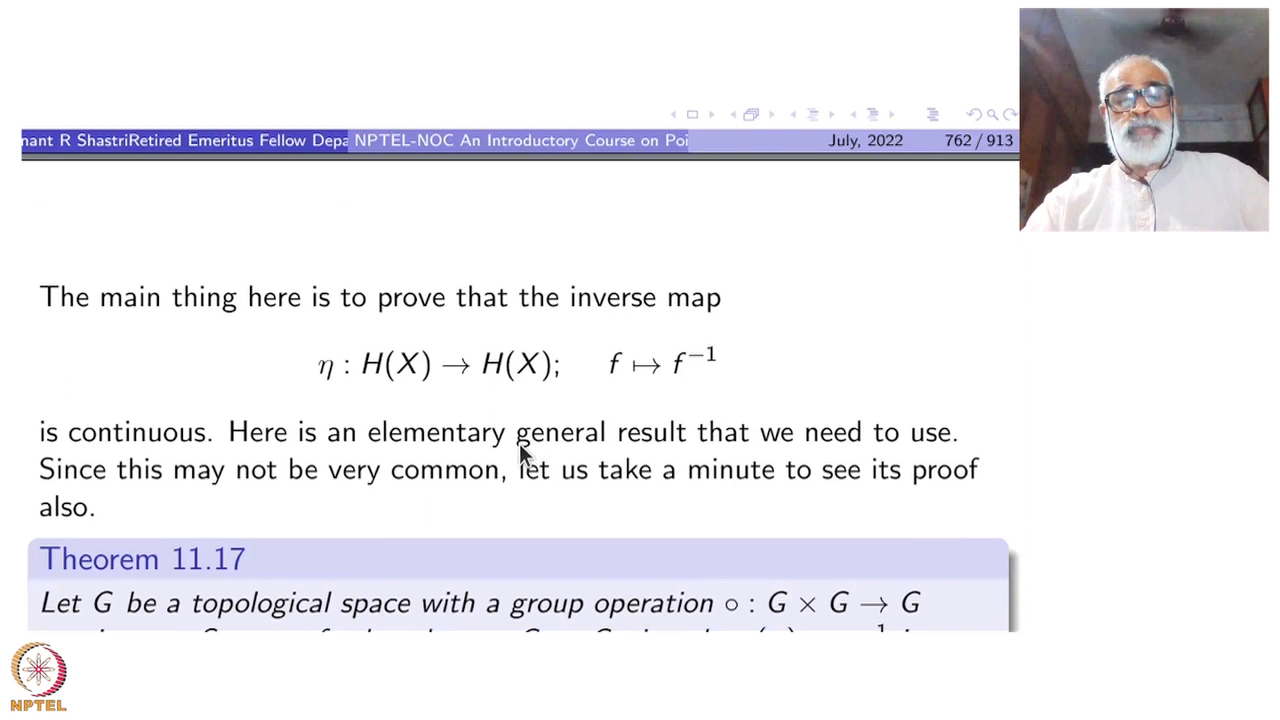 nant R ShastriRetired Emeritus Fellow Depa NPTEL-NOC An Introductory Course on Poi July, 2022 762 / 913
The main thing here is to prove that the inverse map
η : H(X) → H(X); f ↦ f⁻¹
is continuous. Here is an elementary general result that we need to use.
Since this may not be very common, let us take a minute to see its proof
also.
Theorem 11.17
Let G be a topological space with a group operation ∘ : G × G → G
NPTEL